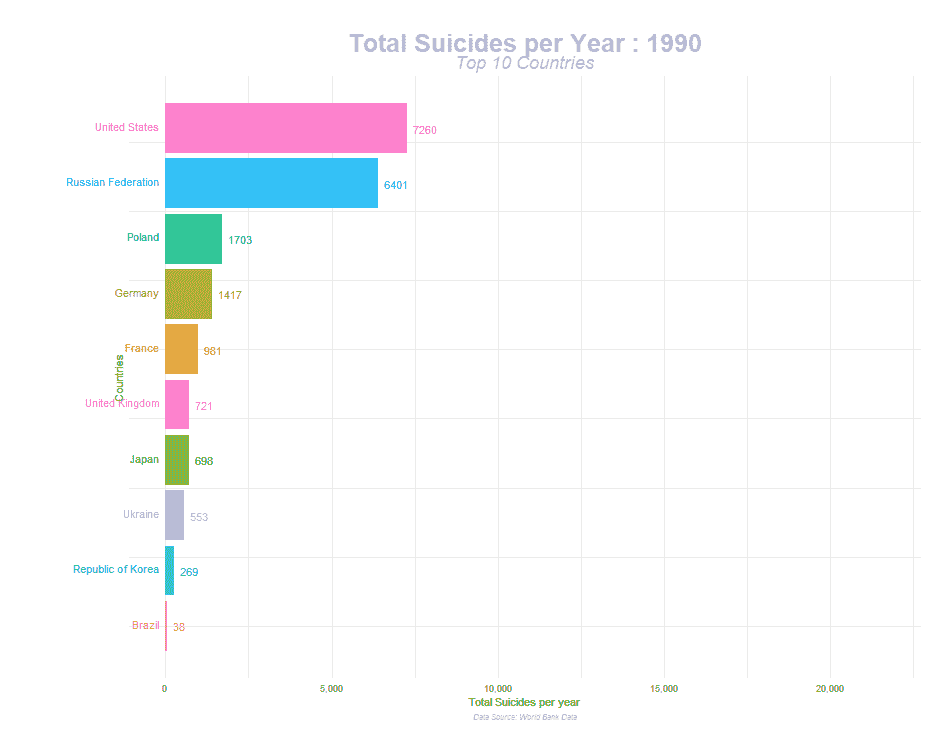 Total Suicides per Year : 1990
Top 10 Countries
United States 7260
Russian Federation 6401
Poland 1703
Germany 1417
France 981
Countries
United Kingdom 721
Japan 698
Ukraine 553
Republic of Korea 269
Brazil 38
0 5,000 10,000 15,000 20,000
Total Suicides per year
Data Source: World Bank Data